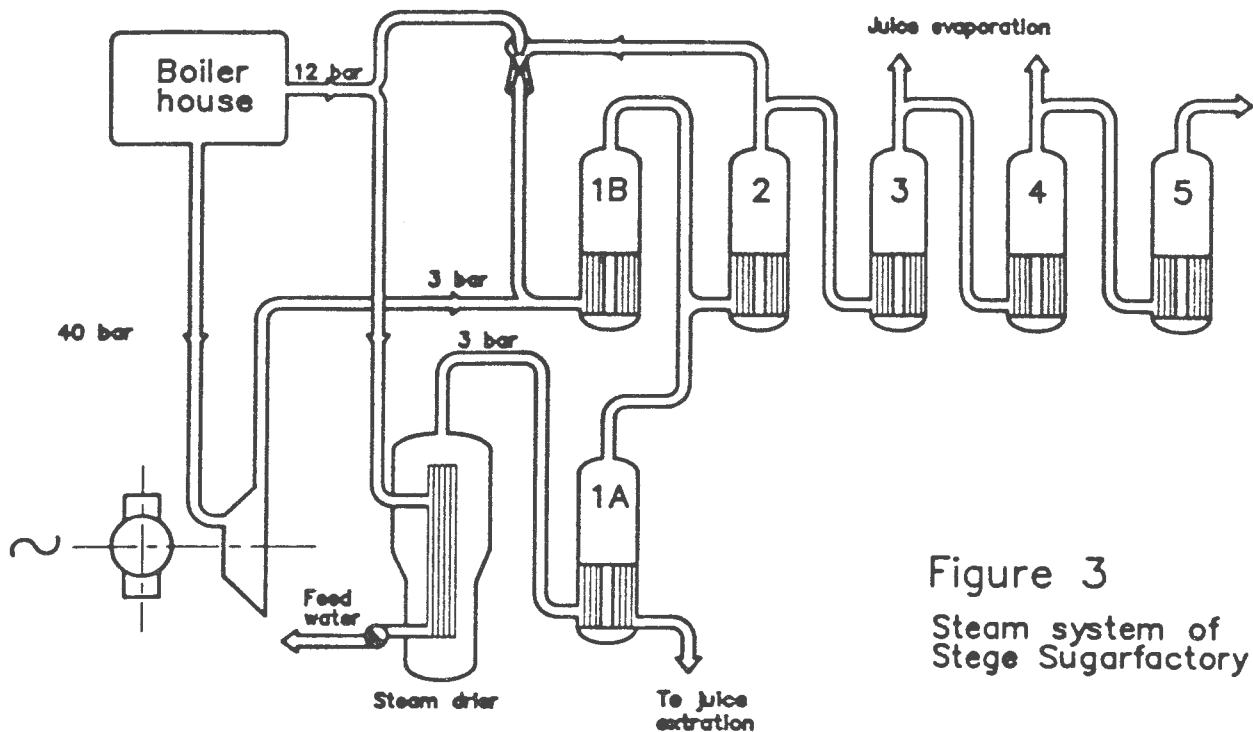 Juice evaporation
Boiler
house
12 bar
1B
2
3
4
5
3 bar
40 bar
3 bar
1A
Feed
water
Steam drier
Te juice
extration
Figure 3
Steam system of
Stege Sugarfactory